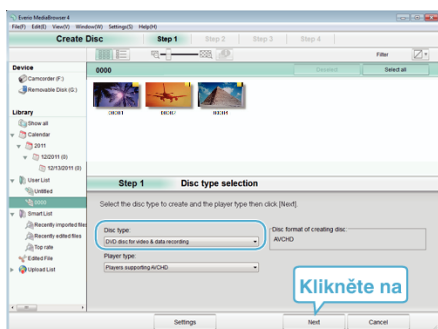 Everio MediaBrowser 4
File(F) Edit(E) View(V) Window(W) Settings(S) Help(H)
Create Disc
Step 1
Step 2
Step 3
Step 4
Filter
Device
Camcorder (F:)
Removable Disk (G:)
0000
Deselect
Select all
Library
Show all
Calendar
2011
12/2011 (0)
12/13/2011 (0)
User List
Untitled
0000
Smart List
Recently imported files
Recently edited files
Top rate
Edited File
Upload List
Step 1
Disc type selection
Select the disc type to create and the player type then click [Next].
Disc type:
DVD disc for video & data recording
Disc format of creating disc:
AVCHD
Player type:
Players supporting AVCHD
Klikněte na
Settings
Next
Cancel